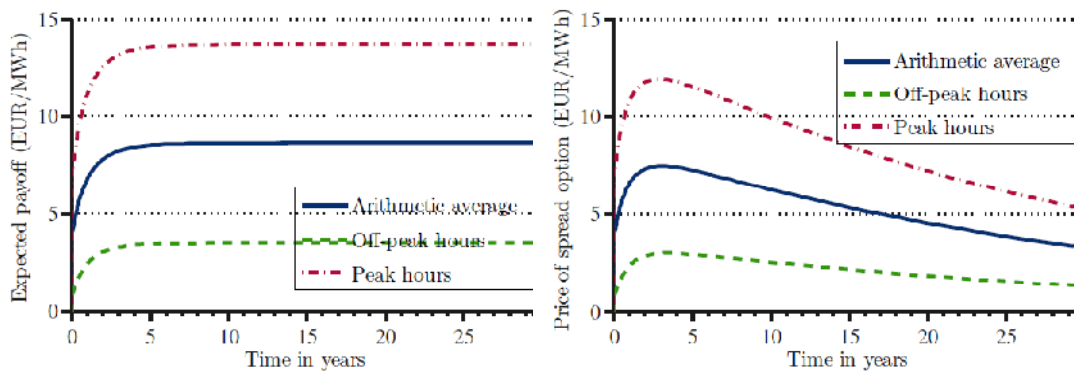 Expected payoff (EUR/MWh)
15
10
5
0
0 5 10 15 20 25
Time in years
Arithmetic average
Off-peak hours
Peak hours
Price of spread option (EUR/MWh)
15
10
5
0
0 5 10 15 20 25
Time in years
Arithmetic average
Off-peak hours
Peak hours